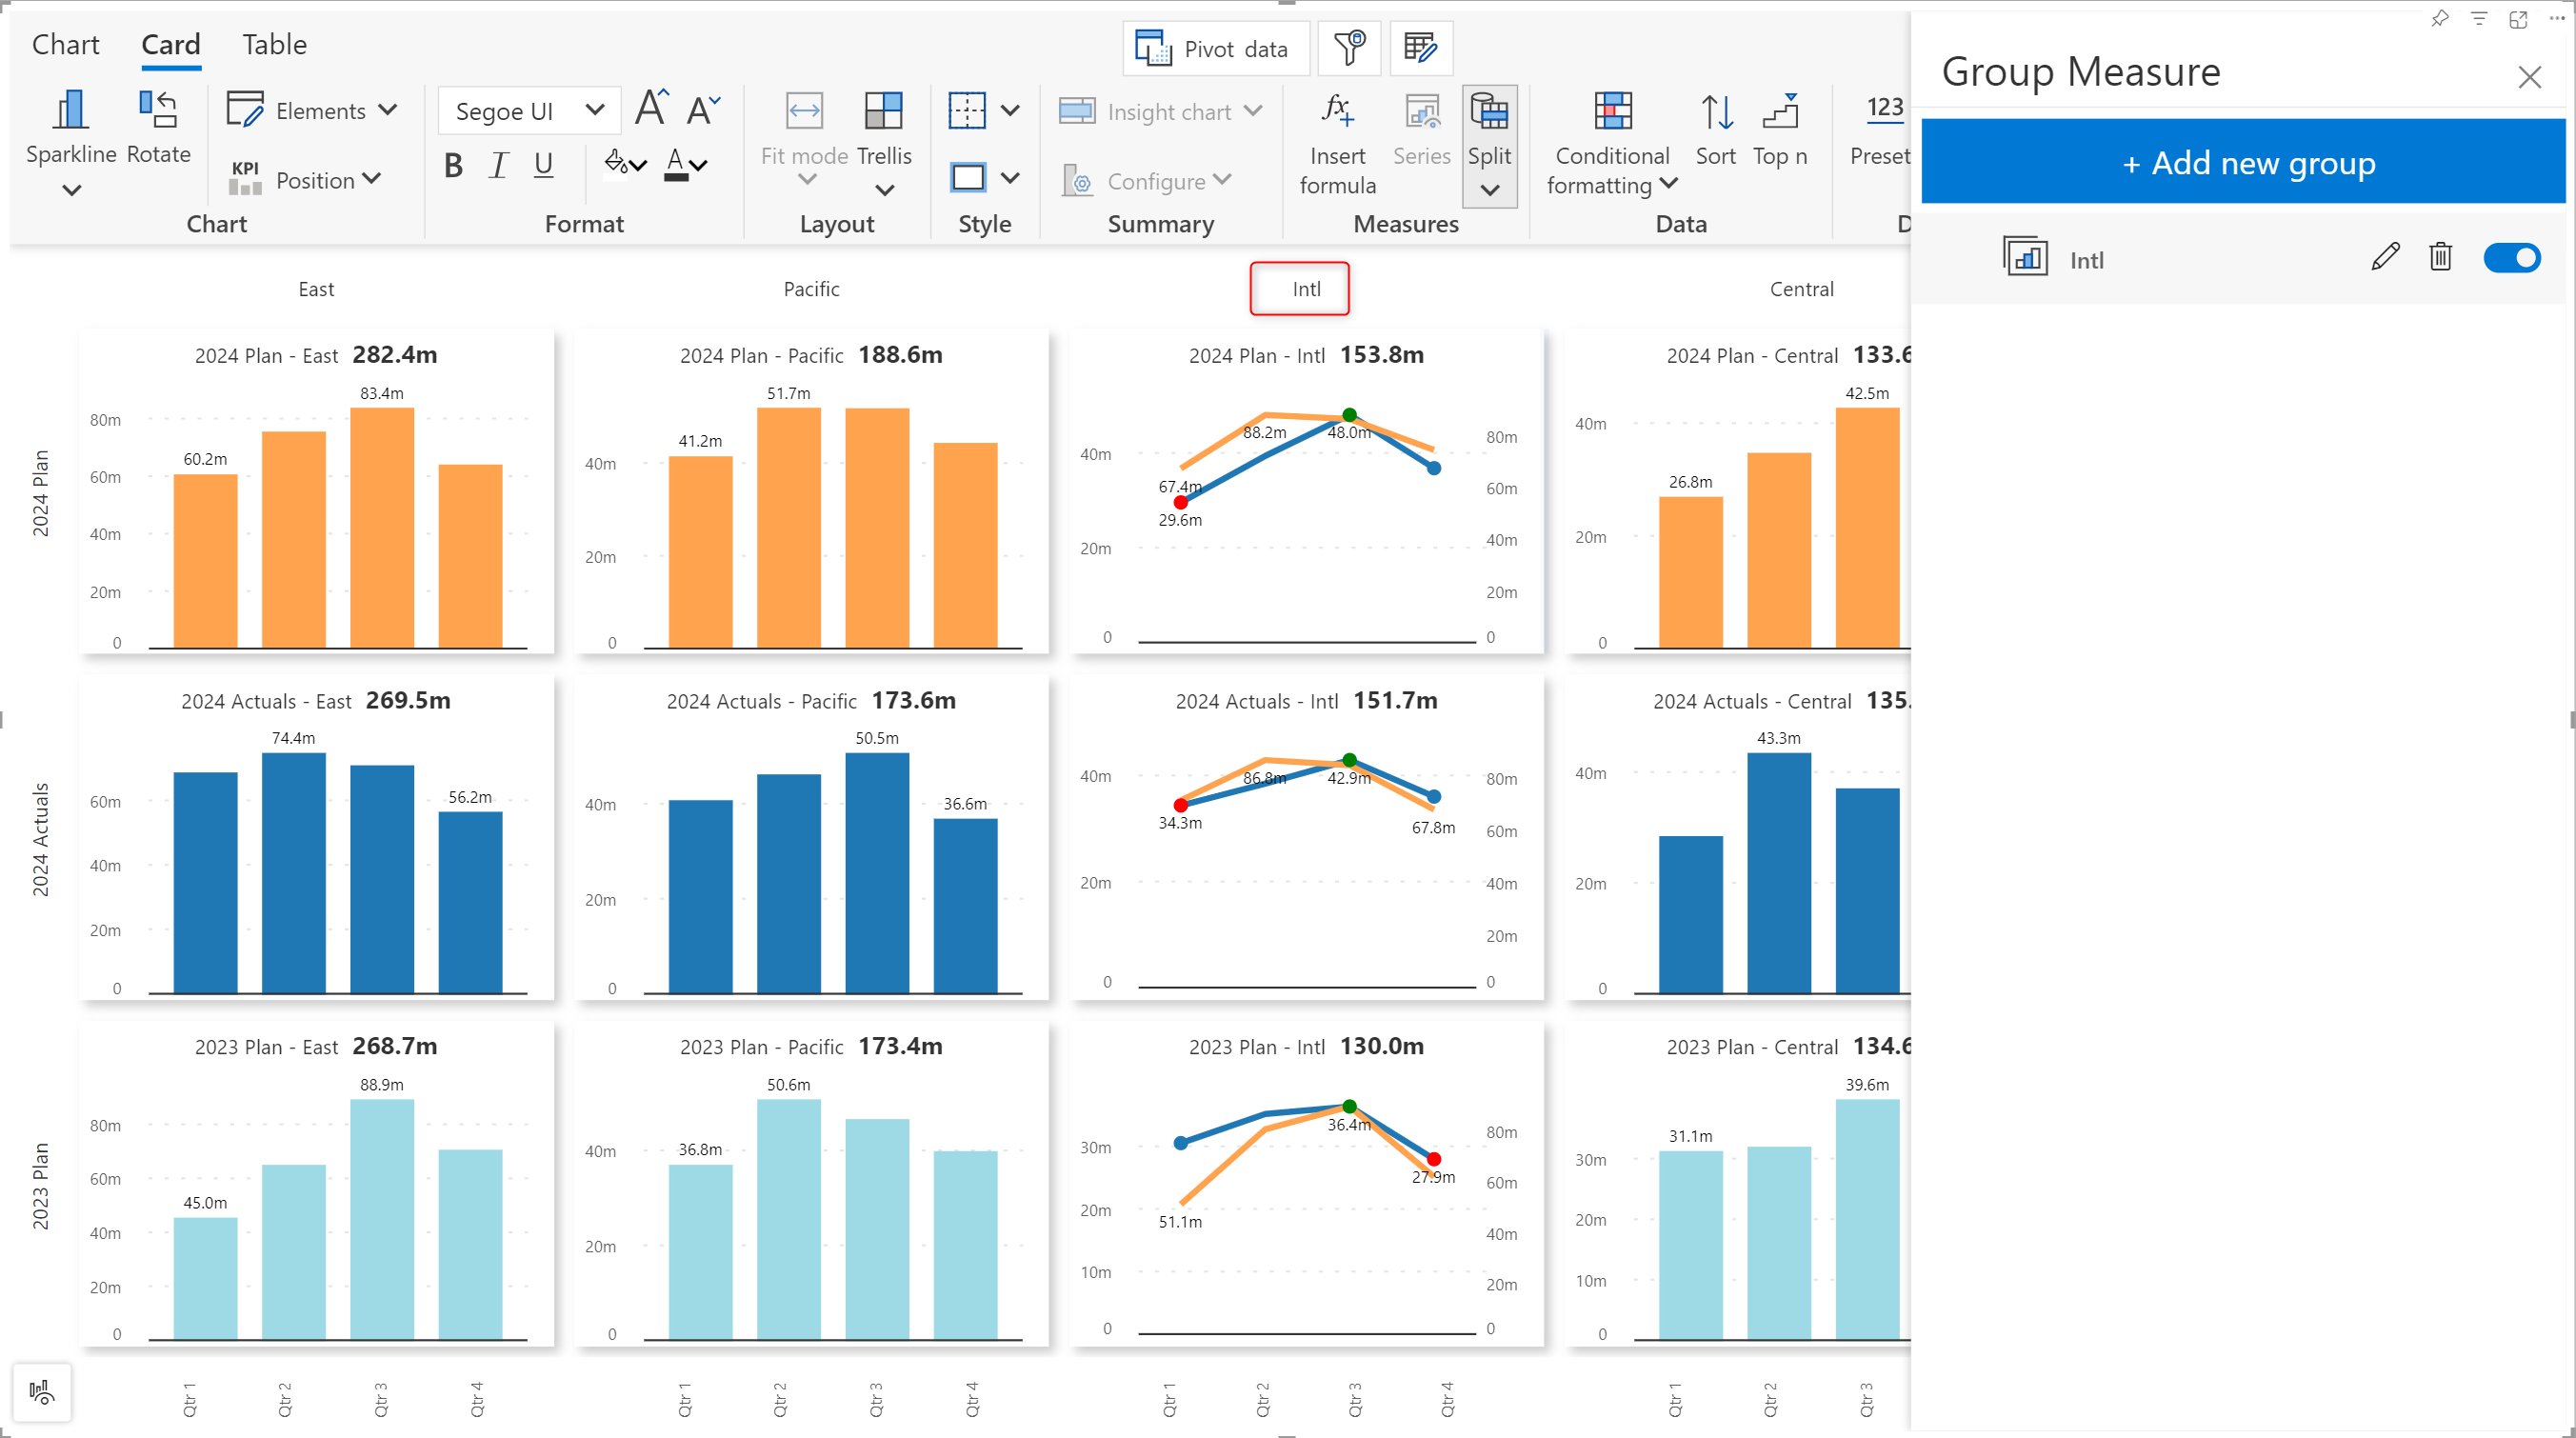 Chart Card Table
Pivot data
Sparkline Rotate
Elements
KPI Position
Segoe UI A A
B I U A
Fit mode Trellis
Insight chart
Configure
fx Insert formula Series Split
Conditional formatting Sort Top n
123 Preset
Chart Format Layout Style Summary Measures Data D
Group Measure
+ Add new group
Intl
East Pacific Intl Central
2024 Plan
2024 Plan - East 282.4m
83.4m
80m
60.2m
60m
40m
20m
0
2024 Plan - Pacific 188.6m
51.7m
41.2m
40m
20m
0
2024 Plan - Intl 153.8m
88.2m 48.0m
80m
40m
67.4m
60m
29.6m
40m
20m
20m
0 0
2024 Plan - Central 133.6
42.5m
40m
26.8m
20m
0
2024 Actuals
2024 Actuals - East 269.5m
74.4m
56.2m
60m
40m
20m
0
2024 Actuals - Pacific 173.6m
50.5m
36.6m
40m
20m
0
2024 Actuals - Intl 151.7m
40m 86.8m 42.9m 80m
34.3m
67.8m
60m
20m 40m
20m
0 0
2024 Actuals - Central 135.
43.3m
40m
20m
0
2023 Plan
2023 Plan - East 268.7m
88.9m
80m
60m
45.0m
40m
20m
0
2023 Plan - Pacific 173.4m
50.6m
36.8m
40m
20m
0
2023 Plan - Intl 130.0m
36.4m
80m
30m
27.9m
60m
20m
51.1m
40m
10m
20m
0 0
2023 Plan - Central 134.6
39.6m
31.1m
30m
20m
10m
0
Qtr 1 Qtr 2 Qtr 3 Qtr 4
Qtr 1 Qtr 2 Qtr 3 Qtr 4
Qtr 1 Qtr 2 Qtr 3 Qtr 4
Qtr 1 Qtr 2 Qtr 3